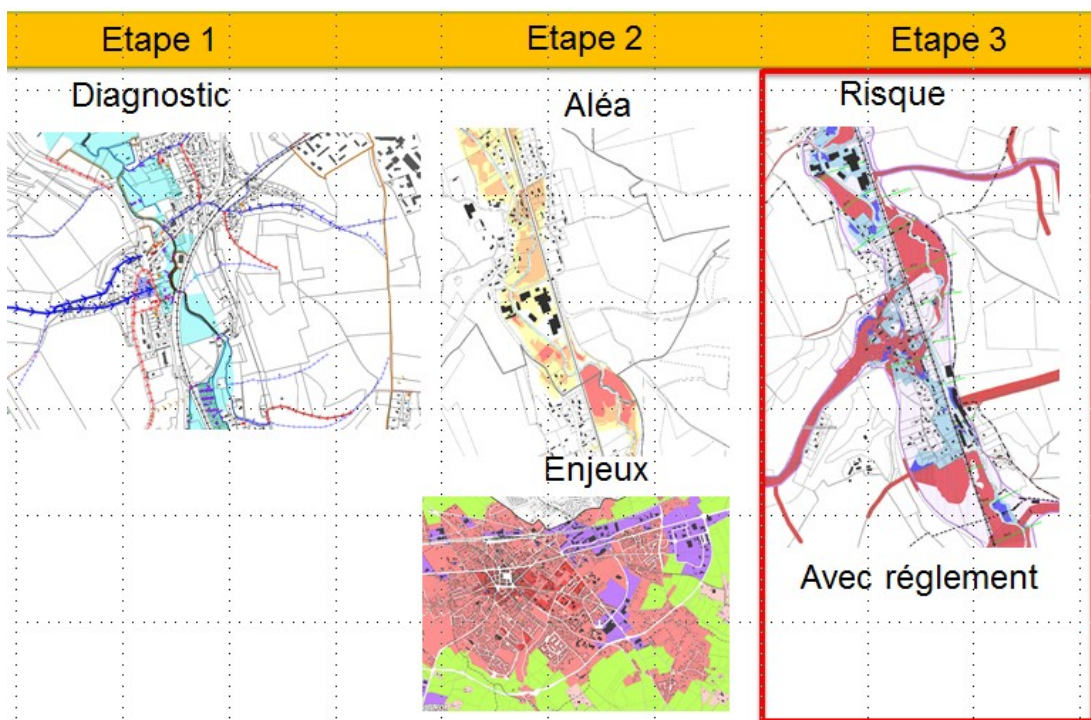 Etape 1
Etape 2
Etape 3
Diagnostic
Aléa
Risque
Enjeux
Avec réglement